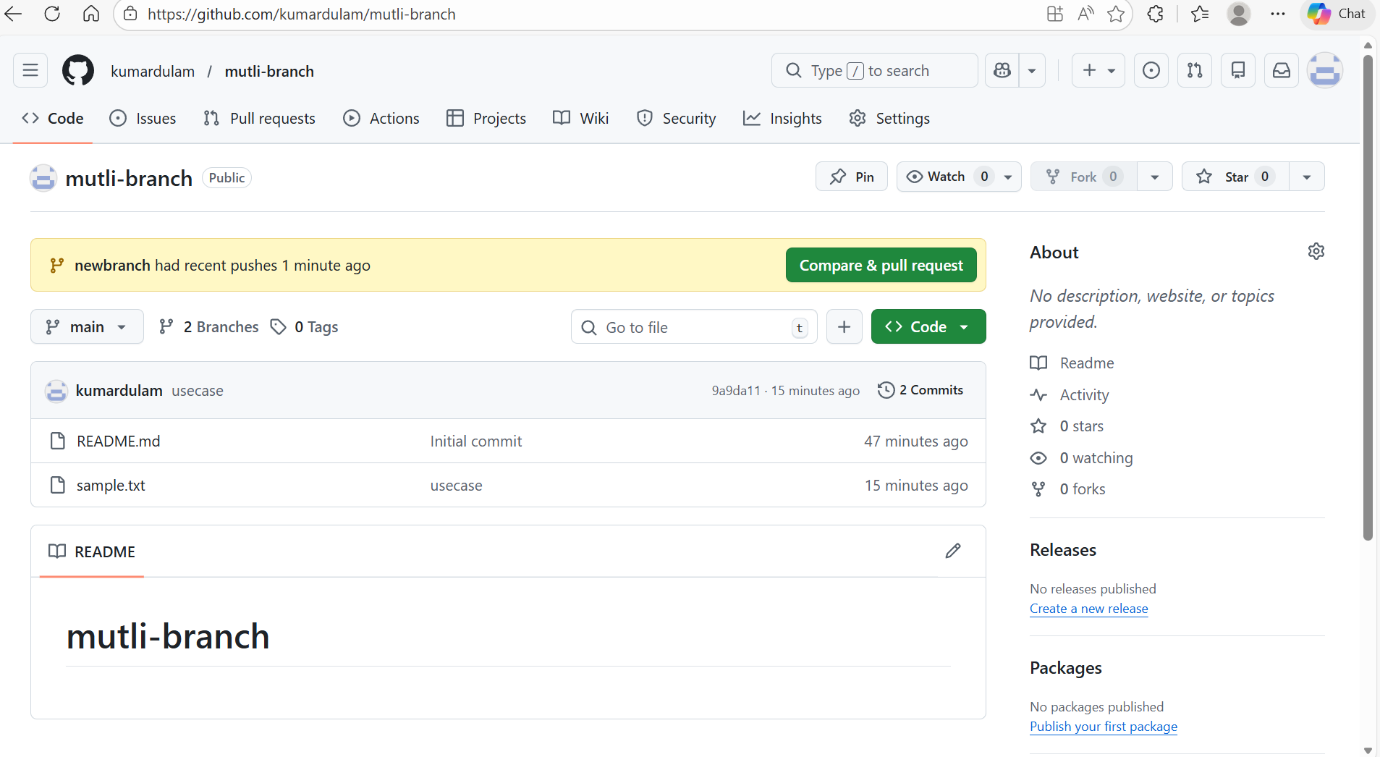 https://github.com/kumardulam/mutli-branch
Chat
kumardulam / mutli-branch
Type / to search
Code Issues Pull requests Actions Projects Wiki Security Insights Settings
mutli-branch Public
Pin Watch 0 Fork 0 Star 0
newbranch had recent pushes 1 minute ago
Compare & pull request
main 2 Branches 0 Tags
Go to file t
Code
kumardulam usecase 9a9da11 · 15 minutes ago 2 Commits
README.md Initial commit 47 minutes ago
sample.txt usecase 15 minutes ago
README
mutli-branch
About
No description, website, or topics
provided.
Readme
Activity
0 stars
0 watching
0 forks
Releases
No releases published
Create a new release
Packages
No packages published
Publish your first package